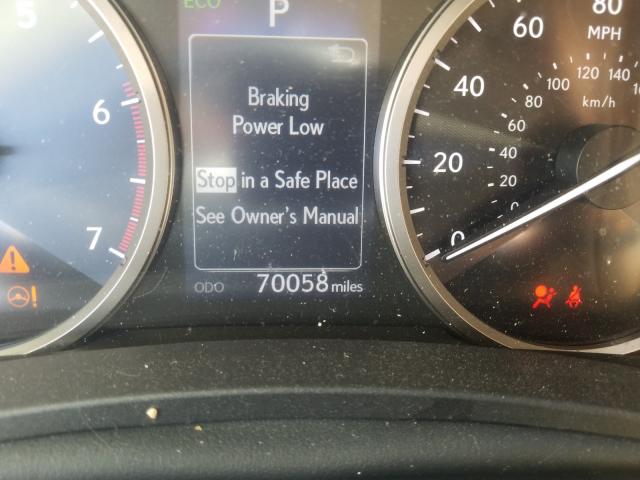 ECO
P
5
6
7
Braking
Power Low
Stop in a Safe Place
See Owner's Manual
ODO 70058 miles
80
60
40
20
0
MPH
km/h
140
120
100
80
60
40
20
0